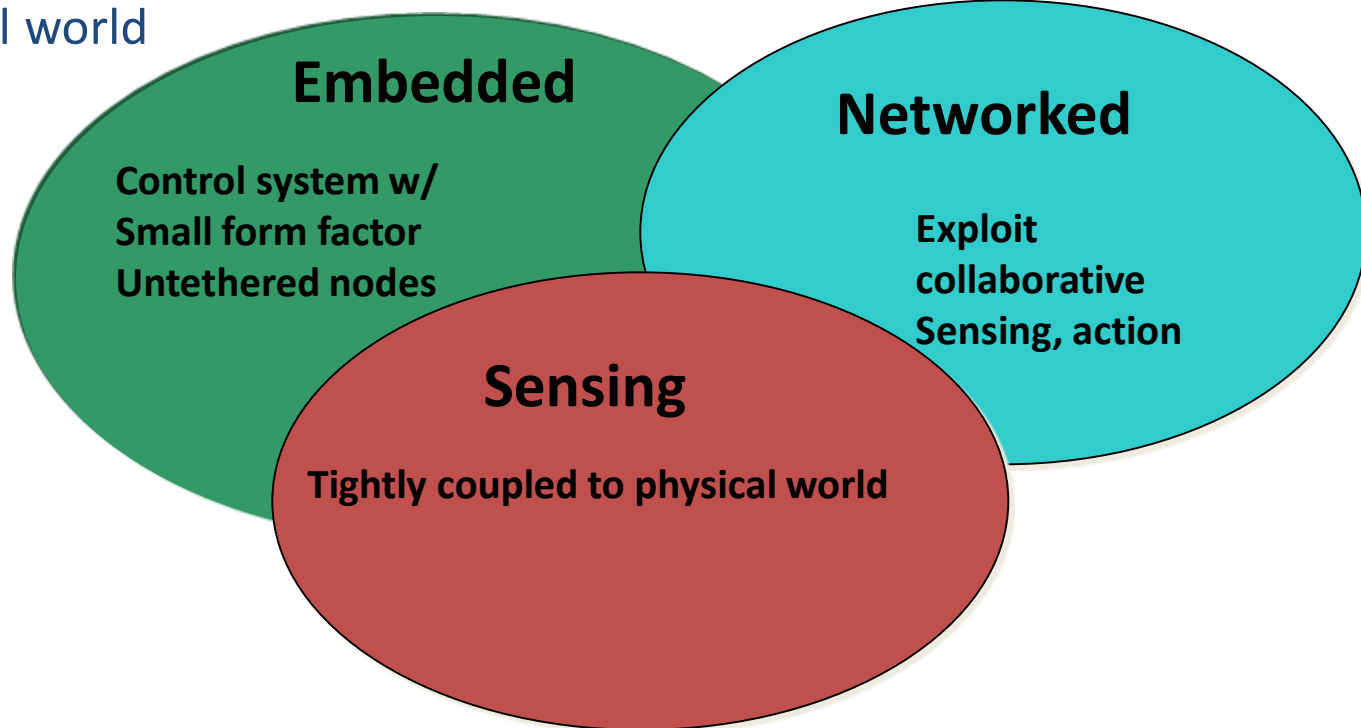 l world
Embedded
Control system w/
Small form factor
Untethered nodes
Networked
Exploit
collaborative
Sensing, action
Sensing
Tightly coupled to physical world